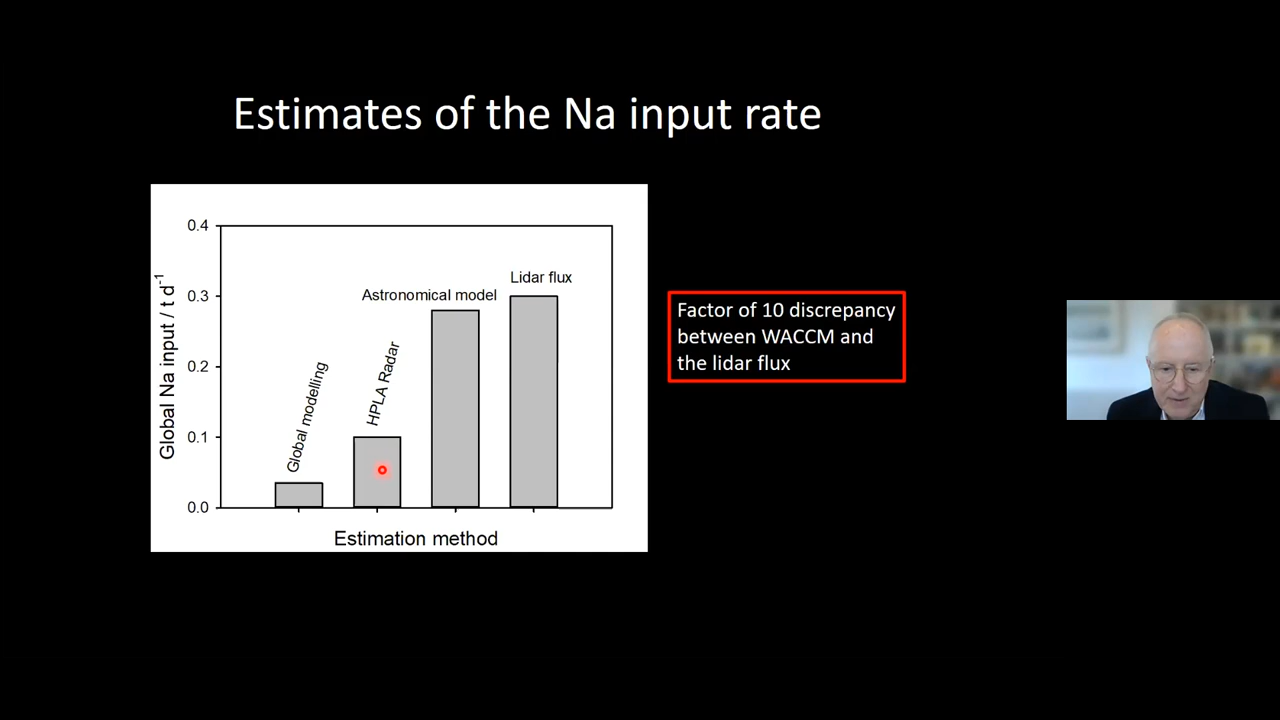 Estimates of the Na input rate
0.4
0.3
0.2
0.1
0.0
Global Na input / t d⁻¹
Global modelling
HPLA Radar
Astronomical model
Lidar flux
Estimation method
Factor of 10 discrepancy
between WACCM and
the lidar flux